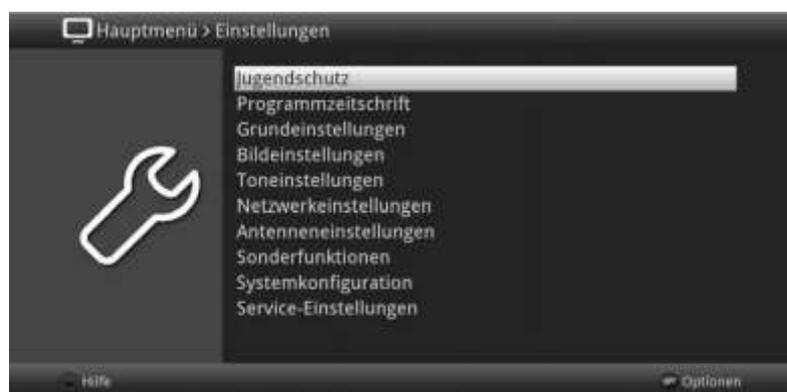 Hauptmenü > Einstellungen
Jugendschutz
Programmzeitschrift
Grundeinstellungen
Bildeinstellungen
Toneinstellungen
Netzwerkeinstellungen
Antenneneinstellungen
Sonderfunktionen
Systemkonfiguration
Service-Einstellungen
Hilfe
Optionen